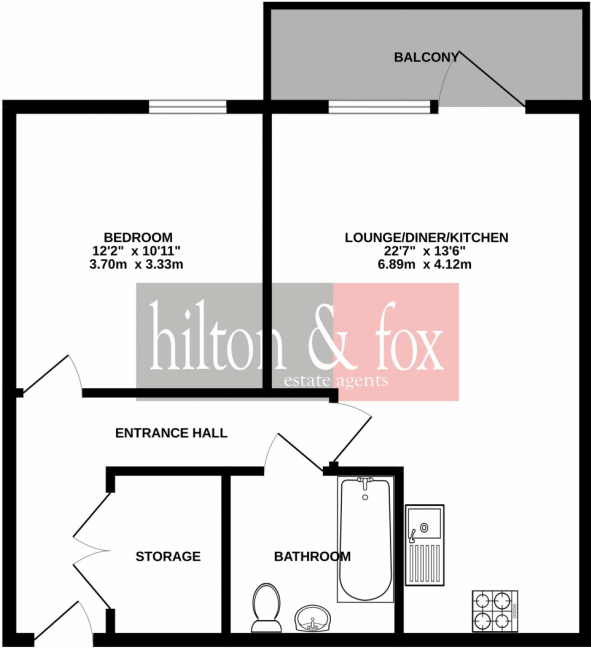 BALCONY
BEDROOM
12'2" x 10'11"
3.70m x 3.33m
LOUNGE/DINER/KITCHEN
22'7" x 13'6"
6.89m x 4.12m
hilton & fox
estate agents
ENTRANCE HALL
STORAGE
BATHROOM